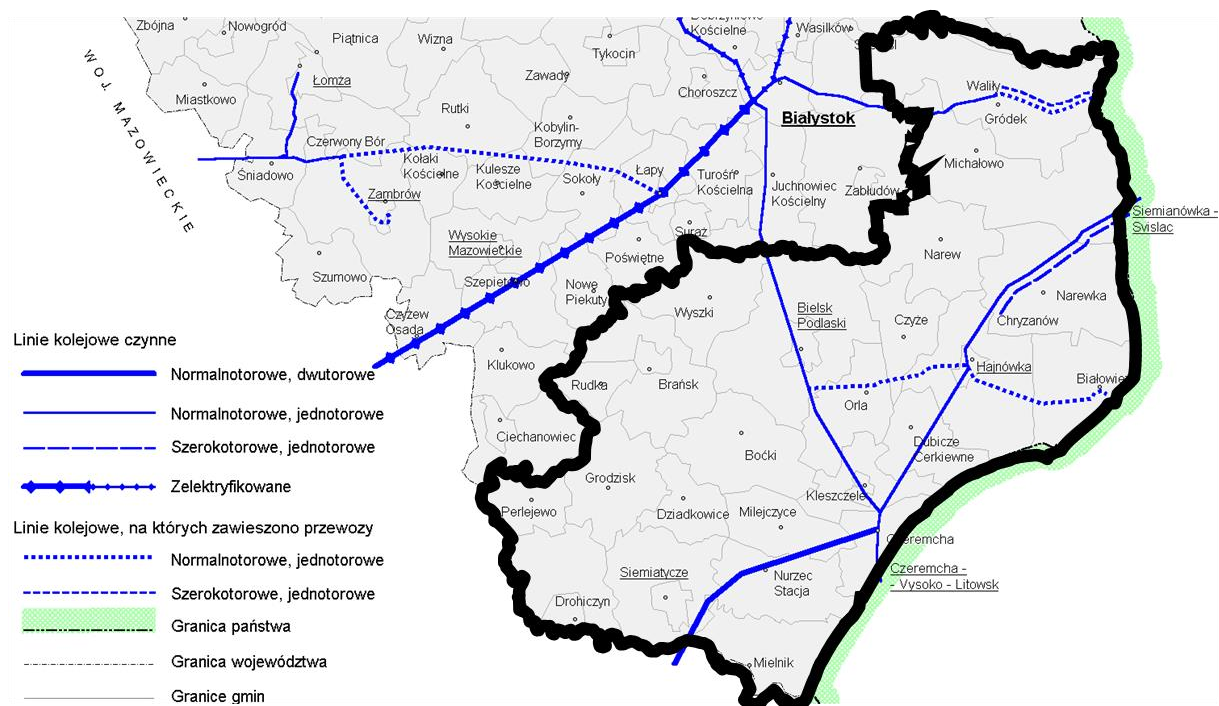 Zbójna
Nowogród
Piątnica
Wizna
Dobrzyniewo
Kościelne
Wasilków
Tykocin
Zawady
Choroszcz
Łomża
Miastkowo
WOJ. MAZOWIECKIE
Rutki
Kobylin-
Borzymy
Białystok
Waliły
Gródek
Michałowo
Czerwony Bór
Śniadowo
Kołaki
Kościelne
Kulesze
Kościelne
Sokoły
Łapy
Turośń
Kościelna
Juchnowiec
Kościelny
Zabłudów
Zambrów
Siemianówka -
Svislac
Wysokie
Mazowieckie
Suraż
Poświętne
Narew
Szumowo
Szepietowo
Nowe
Piekuty
Narewka
Czyżew
Osada
Wyszki
Bielsk
Podlaski
Czyże
Chryzanów
Linie kolejowe czynne
Klukowo
Rudka
Brańsk
Hajnówka
Normalnotorowe, dwutorowe
Orla
Normalnotorowe, jednotorowe
Ciechanowiec
Dubicze
Cerkiewne
Szerokotorowe, jednotorowe
Boćki
Zelektryfikowane
Grodzisk
Kleszczele
Perlejewo
Dziadkowice
Milejczyce
Linie kolejowe, na których zawieszono przewozy
Czeremcha
Normalnotorowe, jednotorowe
Siemiatycze
Nurzec
Stacja
Czeremcha -
- Vysoko - Litowsk
Szerokotorowe, jednotorowe
Drohiczyn
Granica państwa
Granica województwa
Mielnik
Granice gmin